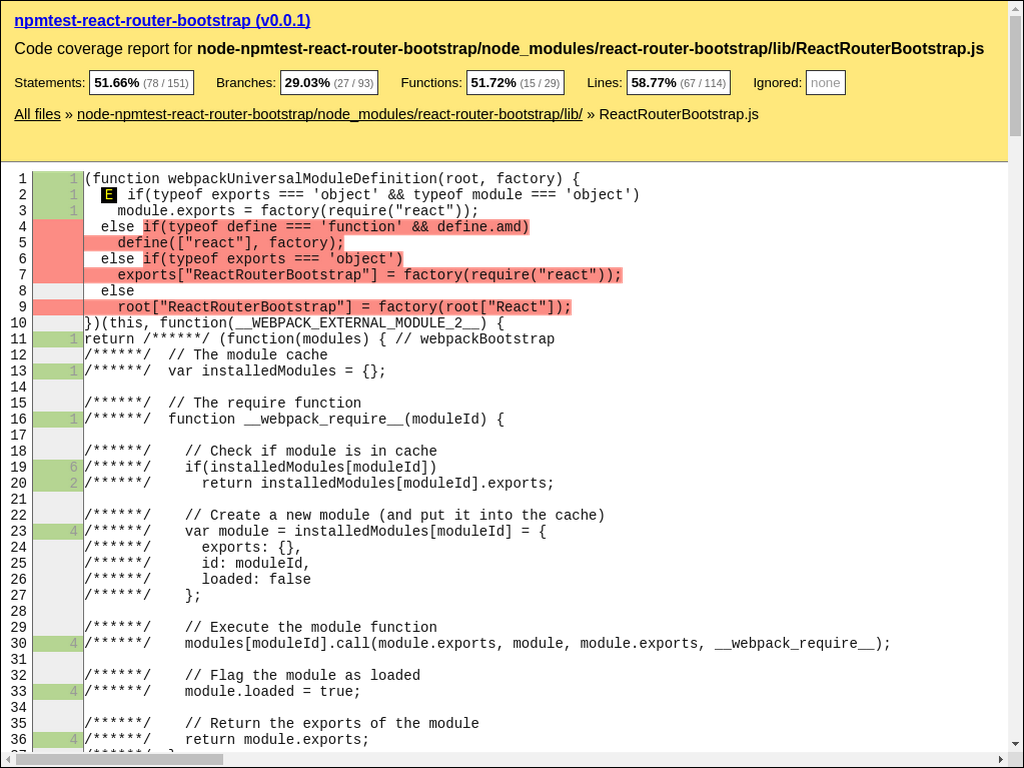 npmtest-react-router-bootstrap (v0.0.1)
Code coverage report for node-npmtest-react-router-bootstrap/node_modules/react-router-bootstrap/lib/ReactRouterBootstrap.js
Statements: 51.66% (78 / 151) Branches: 29.03% (27 / 93) Functions: 51.72% (15 / 29) Lines: 58.77% (67 / 114) Ignored: none
All files » node-npmtest-react-router-bootstrap/node_modules/react-router-bootstrap/lib/ » ReactRouterBootstrap.js
1 1 (function webpackUniversalModuleDefinition(root, factory) {
2 1 E if(typeof exports === 'object' && typeof module === 'object')
3 1 module.exports = factory(require("react"));
4 else if(typeof define === 'function' && define.amd)
5 define(["react"], factory);
6 else if(typeof exports === 'object')
7 exports["ReactRouterBootstrap"] = factory(require("react"));
8 else
9 root["ReactRouterBootstrap"] = factory(root["React"]);
10 })(this, function(__WEBPACK_EXTERNAL_MODULE_2__) {
11 1 return /******/ (function(modules) { // webpackBootstrap
12 /******/ // The module cache
13 1 /******/ var installedModules = {};
14
15 /******/ // The require function
16 1 /******/ function __webpack_require__(moduleId) {
17
18 /******/ // Check if module is in cache
19 6 /******/ if(installedModules[moduleId])
20 2 /******/ return installedModules[moduleId].exports;
21
22 /******/ // Create a new module (and put it into the cache)
23 4 /******/ var module = installedModules[moduleId] = {
24 /******/ exports: {},
25 /******/ id: moduleId,
26 /******/ loaded: false
27 /******/ };
28
29 /******/ // Execute the module function
30 4 /******/ modules[moduleId].call(module.exports, module, module.exports, __webpack_require__);
31
32 /******/ // Flag the module as loaded
33 4 /******/ module.loaded = true;
34
35 /******/ // Return the exports of the module
36 4 /******/ return module.exports;